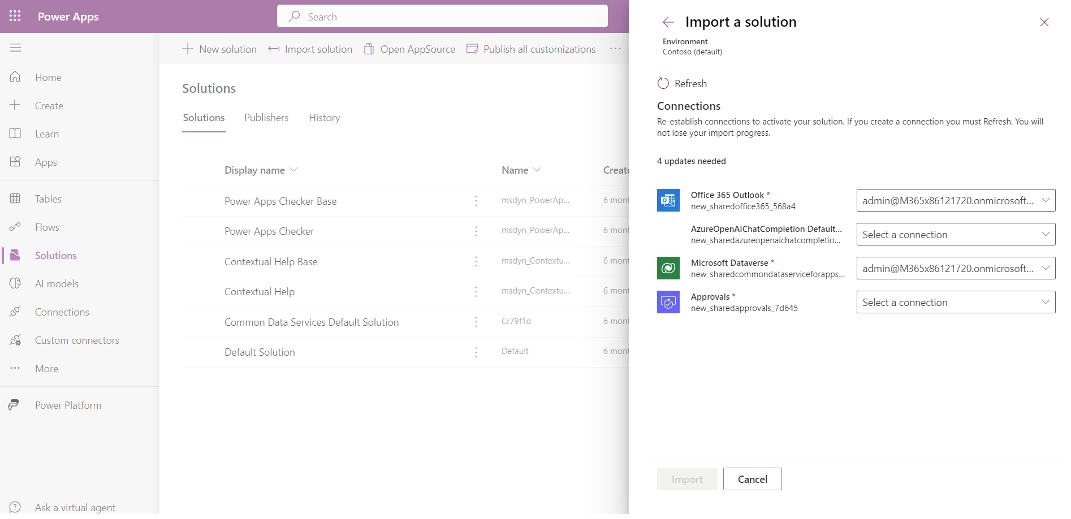 Power Apps
Search
Home
Create
Learn
Apps
Tables
Flows
Solutions
AI models
Connections
Custom connectors
More
Power Platform
Ask a virtual agent
New solution
Import solution
Open AppSource
Publish all customizations
Solutions
Solutions
Publishers
History
Display name
Name
Create
Power Apps Checker Base
msdyn_PowerAp...
6 mont
Power Apps Checker
msdyn_PowerAp...
6 mont
Contextual Help Base
msdyn_Contextu...
6 mont
Contextual Help
msdyn_Contextu...
6 mont
Common Data Services Default Solution
Cr79f1d
6 mont
Default Solution
Default
6 mont
Import a solution
Environment
Contoso (default)
Refresh
Connections
Re-establish connections to activate your solution. If you create a connection you must Refresh. You will
not lose your import progress.
4 updates needed
Office 365 Outlook *
new_sharedoffice365_568a4
admin@M365x86121720.onmicrosoft...
AzureOpenAiChatCompletion Default...
new_sharedazureopenaichatcompletio...
Select a connection
Microsoft Dataverse *
new_sharedcommondataserviceforapps...
admin@M365x86121720.onmicrosoft...
Approvals *
new_sharedapprovals_7d645
Select a connection
Import
Cancel